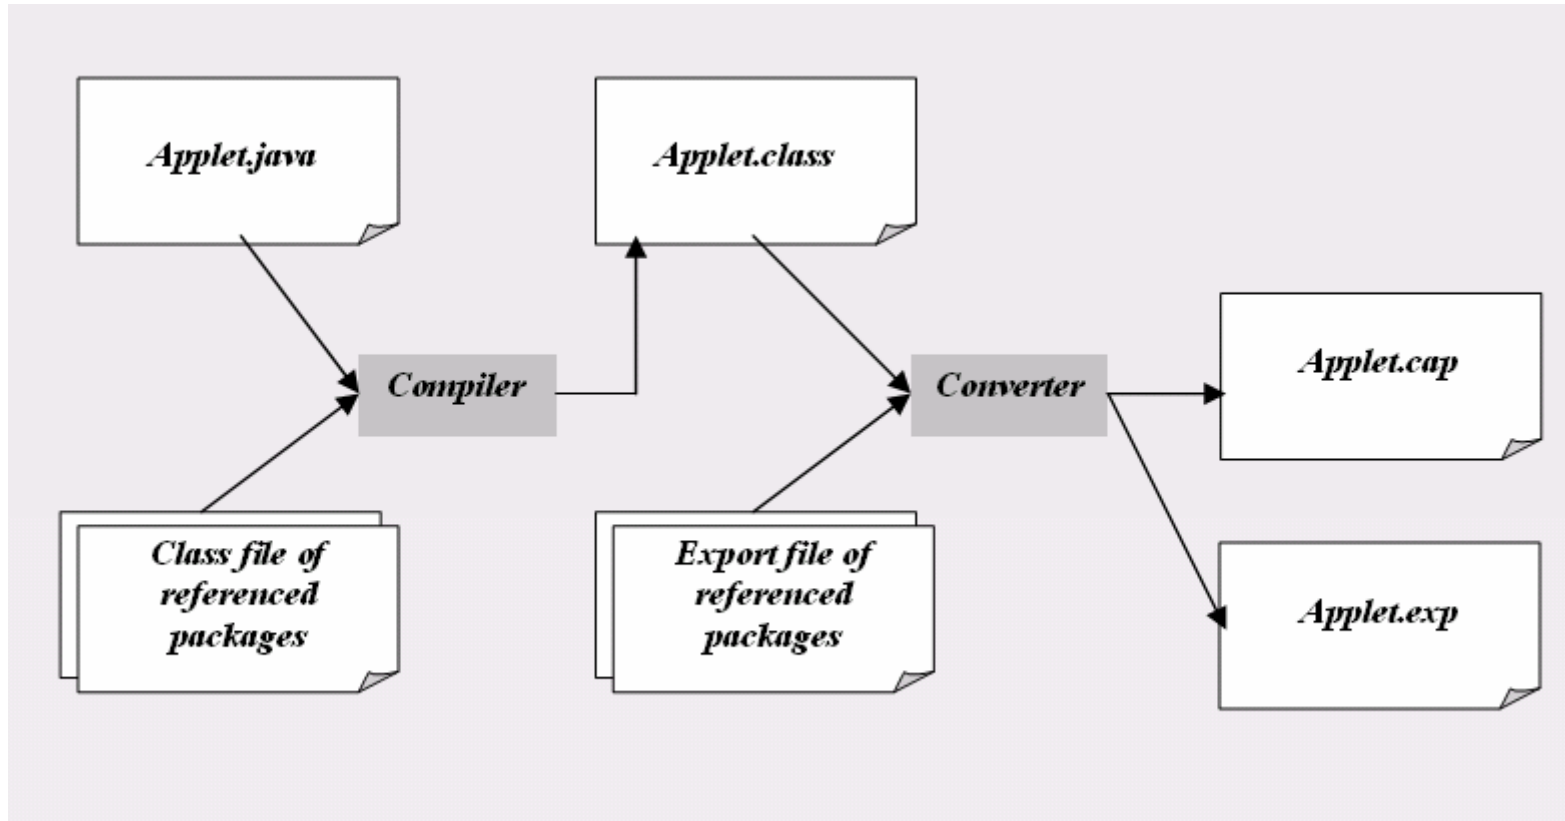 Applet.java
Applet.class
Compiler
Converter
Applet.cap
Class file of
referenced
packages
Export file of
referenced
packages
Applet.exp